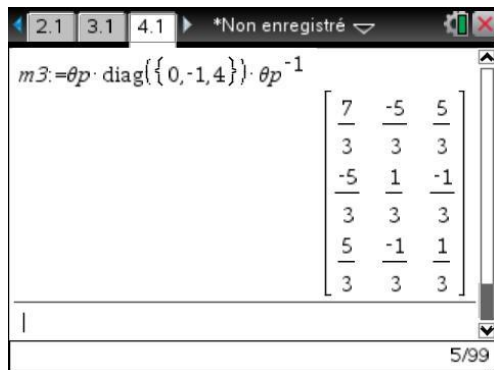 2.1 3.1 4.1 *Non enregistré
m3:=θp·diag({0,-1,4})·θp⁻¹
7 -5 5
3 3 3
-5 1 -1
3 3 3
5 -1 1
3 3 3
5/99